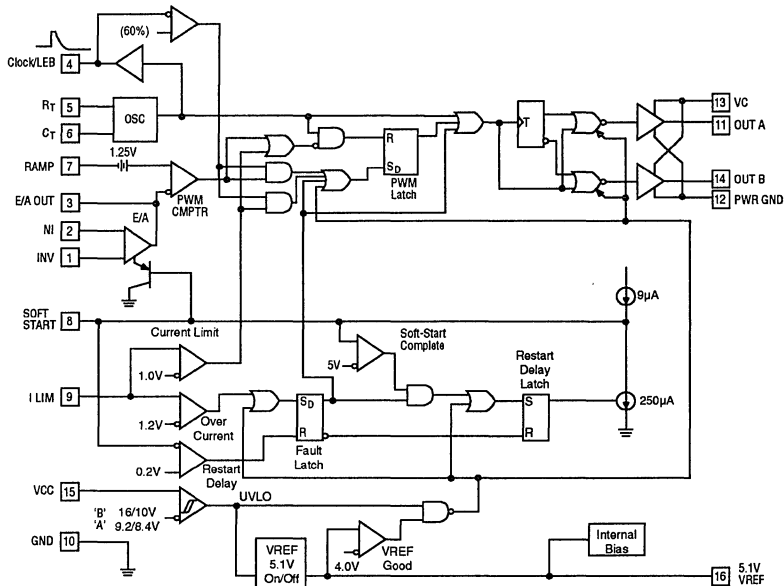 (60%)
Clock/LEB 4
RT 5
CT 6
OSC
1.25V
RAMP 7
E/A OUT 3
PWM
CMPTR
E/A
NI 2
INV 1
R
SD
PWM
Latch
T
13 VC
11 OUT A
14 OUT B
12 PWR GND
9µA
SOFT
START 8
Current Limit
1.0V
Soft-Start
Complete
5V
Restart
Delay
Latch
S
R
250µA
I LIM 9
1.2V
Over
Current
SD
R
Fault
Latch
0.2V
Restart
Delay
VCC 15
'B' 16/10V
'A' 9.2/8.4V
UVLO
GND 10
VREF
5.1V
On/Off
4.0V
VREF
Good
Internal
Bias
16 5.1V
VREF